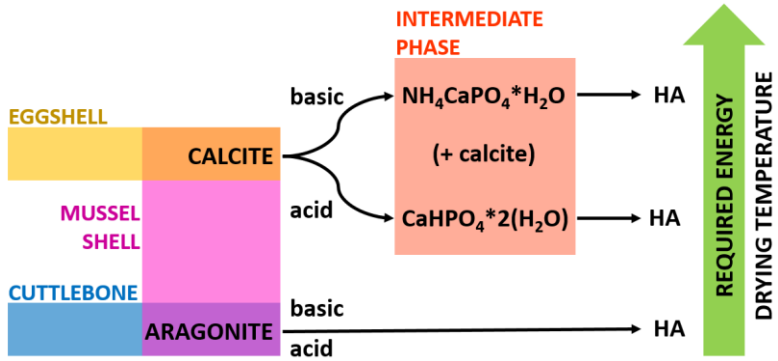 INTERMEDIATE
PHASE
basic
NH₄CaPO₄*H₂O
HA
EGGSHELL
CALCITE
(+ calcite)
MUSSEL
SHELL
acid
CaHPO₄*2(H₂O)
HA
CUTTLEBONE
basic
ARAGONITE
HA
acid
REQUIRED ENERGY
DRYING TEMPERATURE